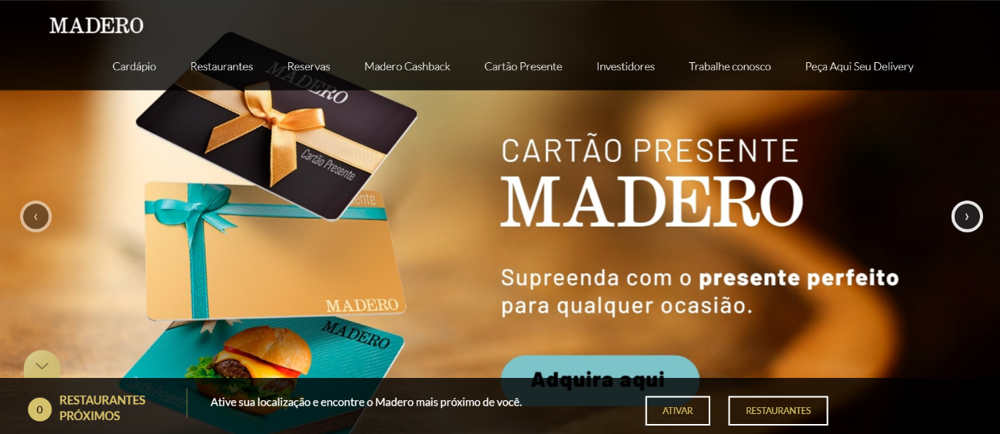 MADERO
Cardápio Restaurantes Reservas Madero Cashback Cartão Presente Investidores Trabalhe conosco Peça Aqui Seu Delivery
MADERO
Cartão Presente
CARTÃO PRESENTE
MADERO
Supreenda com o presente perfeito
para qualquer ocasião.
MADERO
MADERO
Adquira aqui
0
RESTAURANTES
PRÓXIMOS
Ative sua localização e encontre o Madero mais próximo de você.
ATIVAR
RESTAURANTES